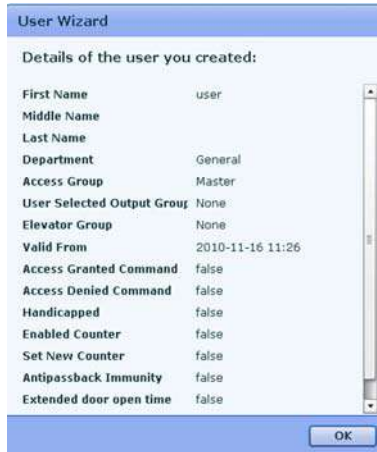 User Wizard
Details of the user you created:
First Name user
Middle Name
Last Name
Department General
Access Group Master
User Selected Output Group None
Elevator Group None
Valid From 2010-11-16 11:26
Access Granted Command false
Access Denied Command false
Handicapped false
Enabled Counter false
Set New Counter false
Antipassback Immunity false
Extended door open time false
OK